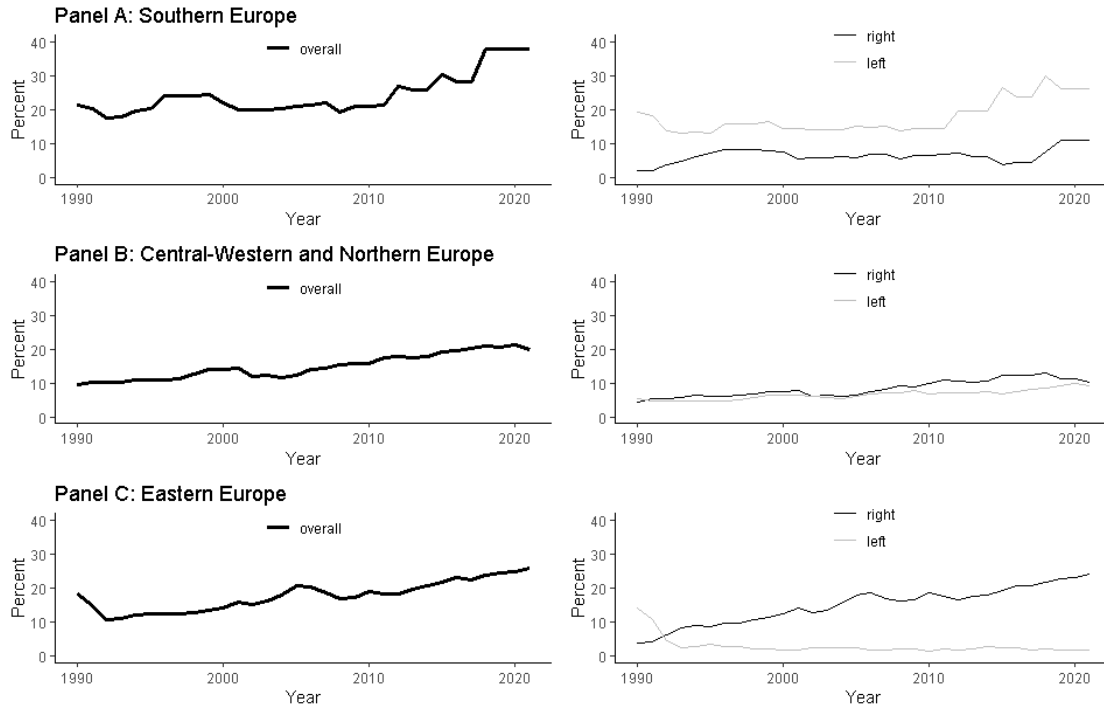 Panel A: Southern Europe
40
30
20
10
0
Percent
overall
1990
2000
2010
2020
Year
40
30
20
10
0
Percent
right
left
1990
2000
2010
2020
Year
Panel B: Central-Western and Northern Europe
40
30
20
10
0
Percent
overall
1990
2000
2010
2020
Year
40
30
20
10
0
Percent
right
left
1990
2000
2010
2020
Year
Panel C: Eastern Europe
40
30
20
10
0
Percent
overall
1990
2000
2010
2020
Year
40
30
20
10
0
Percent
right
left
1990
2000
2010
2020
Year